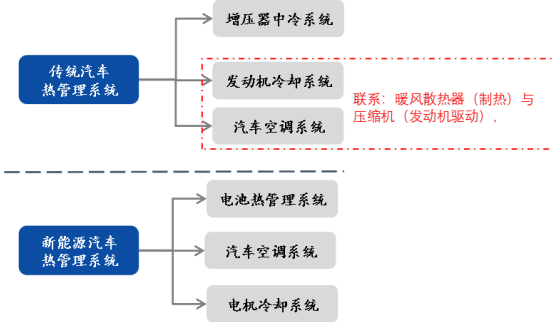 增压器中冷系统
传统汽车
热管理系统
发动机冷却系统
联系：暖风散热器（制热）与
压缩机（发动机驱动），
汽车空调系统
电池热管理系统
新能源汽车
热管理系统
汽车空调系统
电机冷却系统